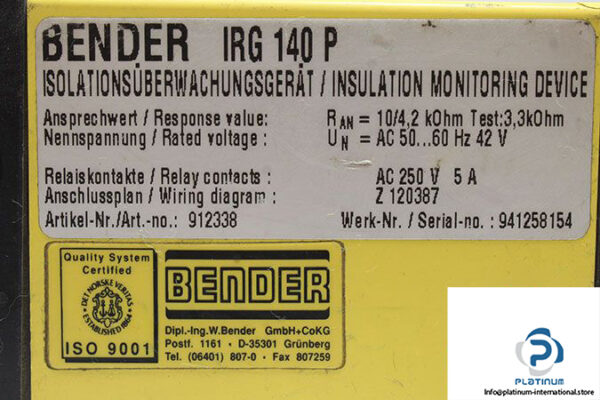 BENDER IRG 140 P
ISOLATIONSÜBERWACHUNGSGERÄT / INSULATION MONITORING DEVICE
Ansprechwert / Response value: RAN = 10/4,2 kOhm Test:3,3kOhm
Nennspannung / Rated voltage : UN = AC 50...60 Hz 42 V
Relaiskontakte / Relay contacts : AC 250 V 5 A
Anschlussplan / Wiring diagram : Z 120387
Artikel-Nr./Art.-no.: 912338 Werk-Nr. / Serial-no. : 941258154
Quality System
Certified
DET NORSKE VERITAS
ESTABLISHED 1864
ISO 9001
BENDER
Dipl.-Ing.W.Bender GmbH+CoKG
Postf. 1161 · D-35301 Grünberg
Tel. (06401) 807-0 · Fax 807259
PLATINUM
Info@platinum-international.store